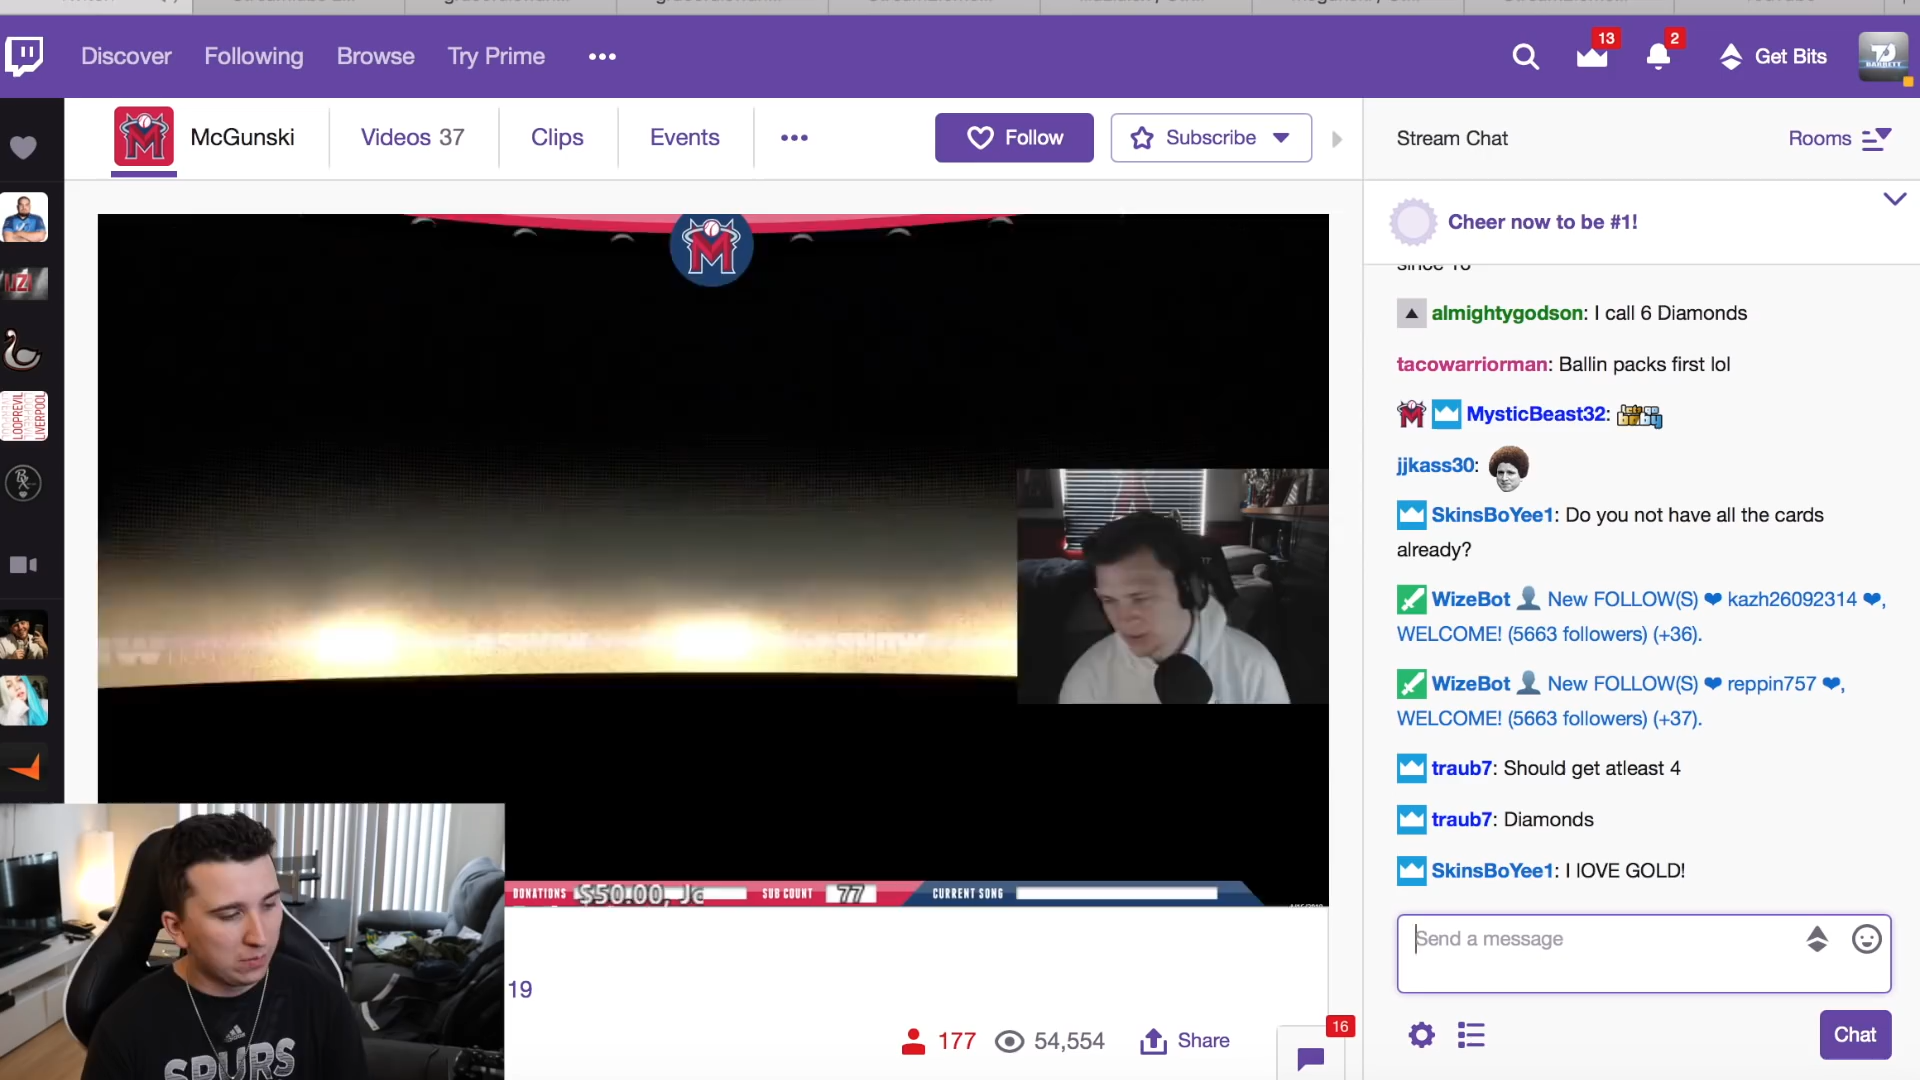 Discover
Following
Browse
Try Prime
13
2
Get Bits
McGunski
Videos 37
Clips
Events
Follow
Subscribe
Stream Chat
Rooms
Cheer now to be #1!
almightygodson: I call 6 Diamonds
tacowarriorman: Ballin packs first lol
MysticBeast32:
jjkass30:
SkinsBoYee1: Do you not have all the cards
already?
WizeBot New FOLLOW(S) ❤ kazh26092314 ❤,
WELCOME! (5663 followers) (+36).
WizeBot New FOLLOW(S) ❤ reppin757 ❤,
WELCOME! (5663 followers) (+37).
traub7: Should get atleast 4
traub7: Diamonds
SkinsBoYee1: I lOVE GOLD!
Send a message
Chat
M
LOOPREVIL
LIVERPOOL
DONATIONS $50.00, Jc
SUB COUNT 77
CURRENT SONG
19
177
54,554
Share
16
SPURS